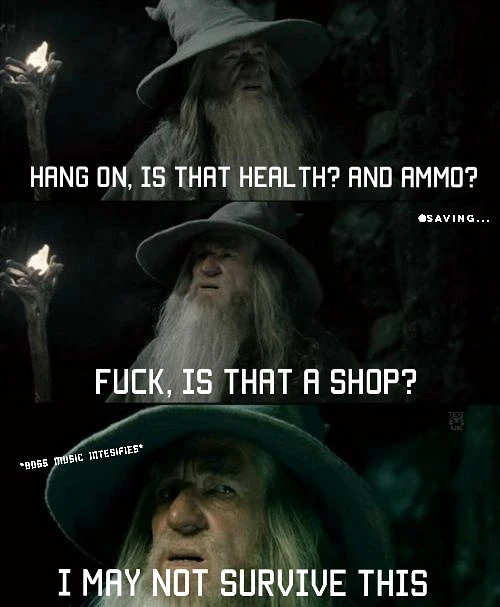 HANG ON, IS THAT HEALTH? AND AMMO?
SAVING...
FUCK, IS THAT A SHOP?
*BOSS MUSIC INTESIFIES*
I MAY NOT SURVIVE THIS